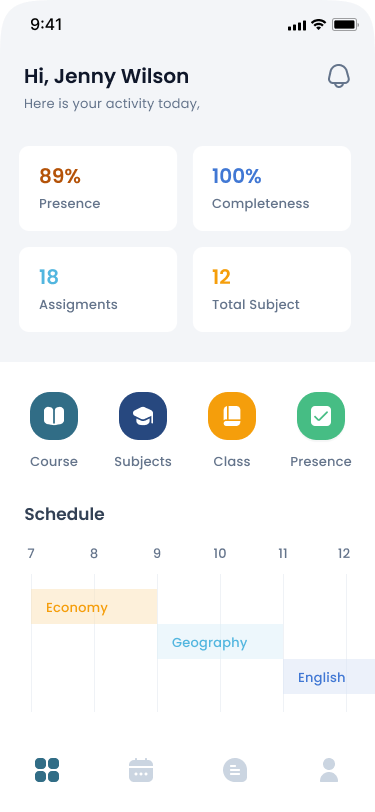 9:41
Hi, Jenny Wilson
Here is your activity today,
89%
Presence
100%
Completeness
18
Assigments
12
Total Subject
Course
Subjects
Class
Presence
Schedule
7 8 9 10 11 12
Economy
Geography
English